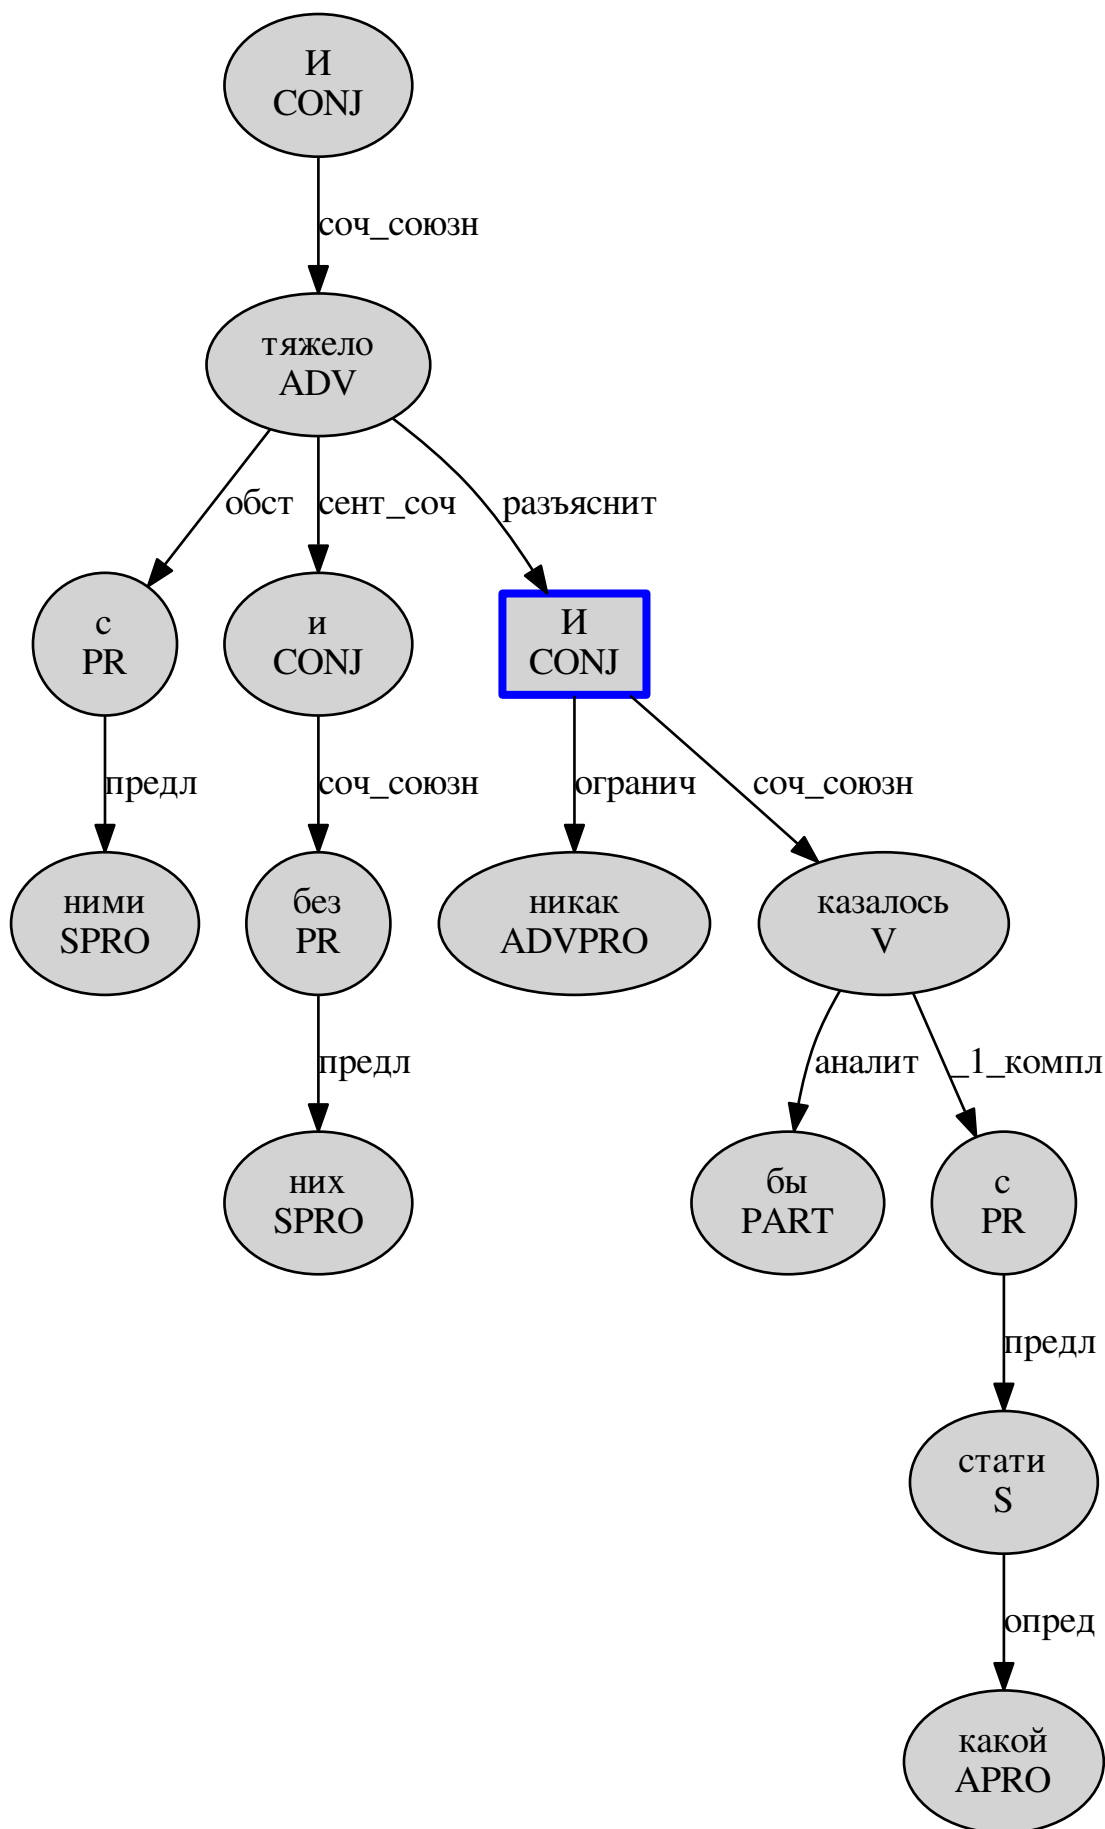 И
CONJ
соч_союзн
тяжело
ADV
обст
сент_соч
разъяснит
с
PR
и
CONJ
И
CONJ
предл
соч_союзн
огранич
соч_союзн
ними
SPRO
без
PR
никак
ADVPRO
казалось
V
предл
аналит
_1_компл
них
SPRO
бы
PART
с
PR
предл
стати
S
опред
какой
APRO